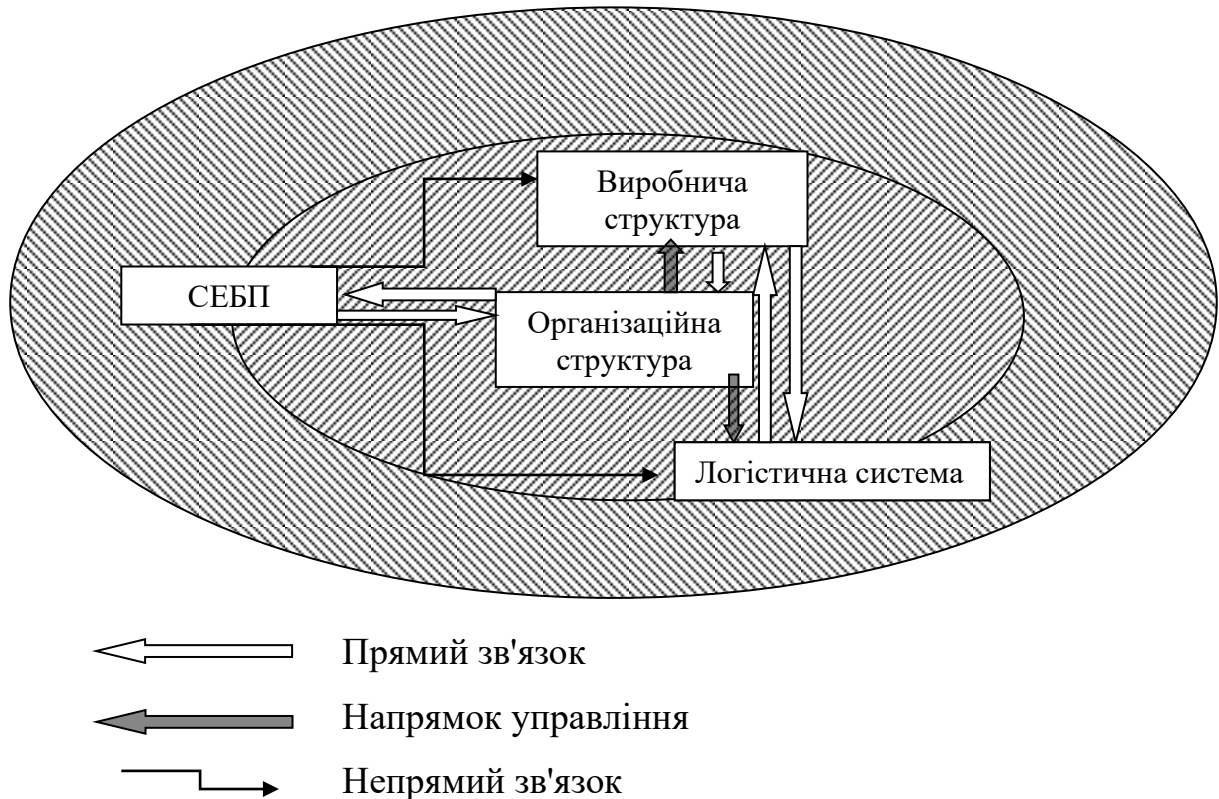 Виробнича
структура
СЕБП
Організаційна
структура
Логістична система
Прямий зв'язок
Напрямок управління
Непрямий зв'язок